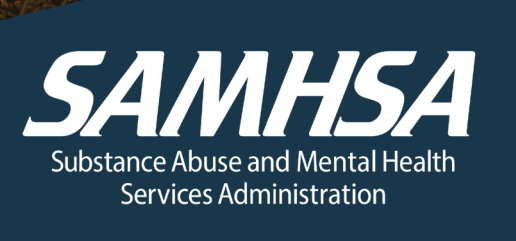 SAMHSA
Substance Abuse and Mental Health
Services Administration